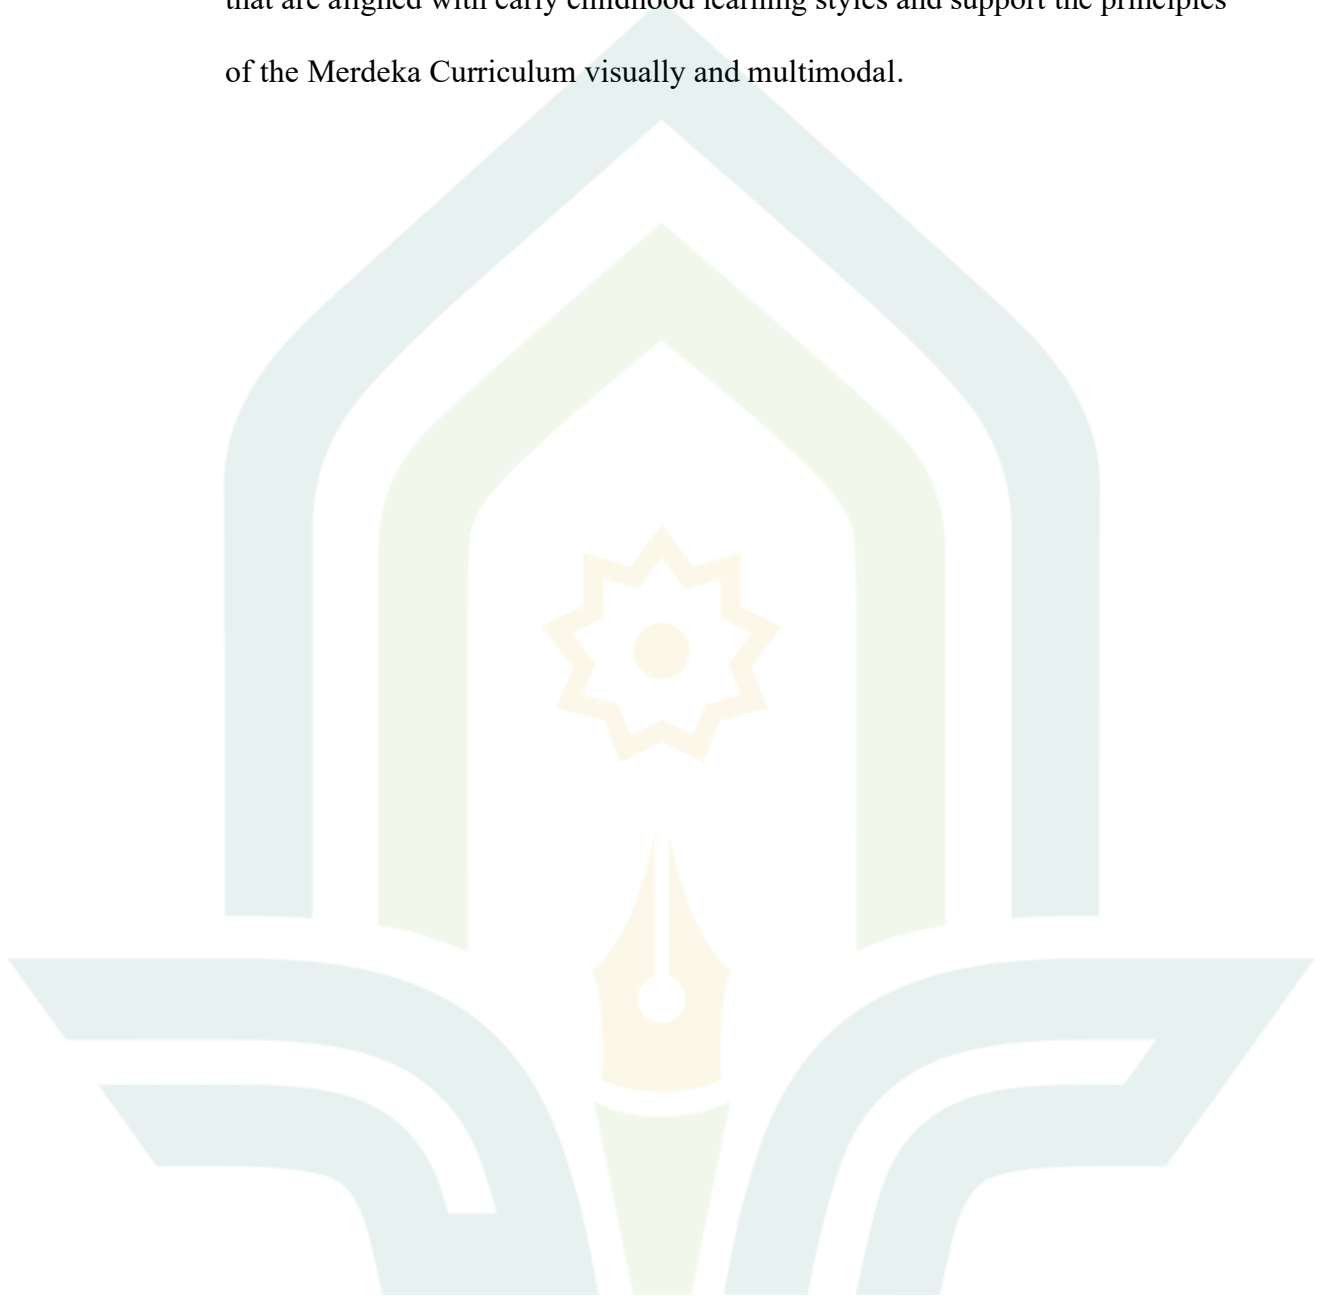 that are aligned with early childhood learning styles and support the principles
of the Merdeka Curriculum visually and multimodal.